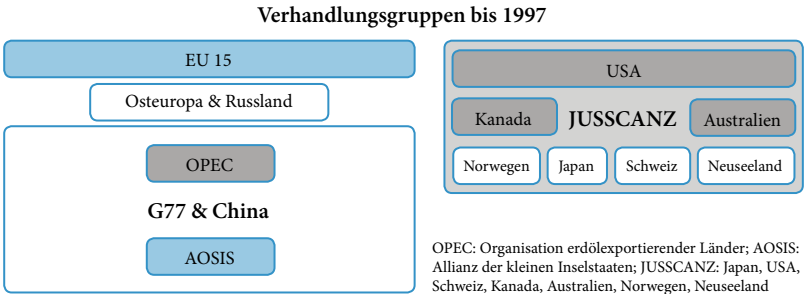 Verhandlungsgruppen bis 1997
EU 15
Osteuropa & Russland
OPEC
G77 & China
AOSIS
USA
Kanada JUSSCANZ Australien
Norwegen Japan Schweiz Neuseeland
OPEC: Organisation erdölexportierender Länder; AOSIS:
Allianz der kleinen Inselstaaten; JUSSCANZ: Japan, USA,
Schweiz, Kanada, Australien, Norwegen, Neuseeland